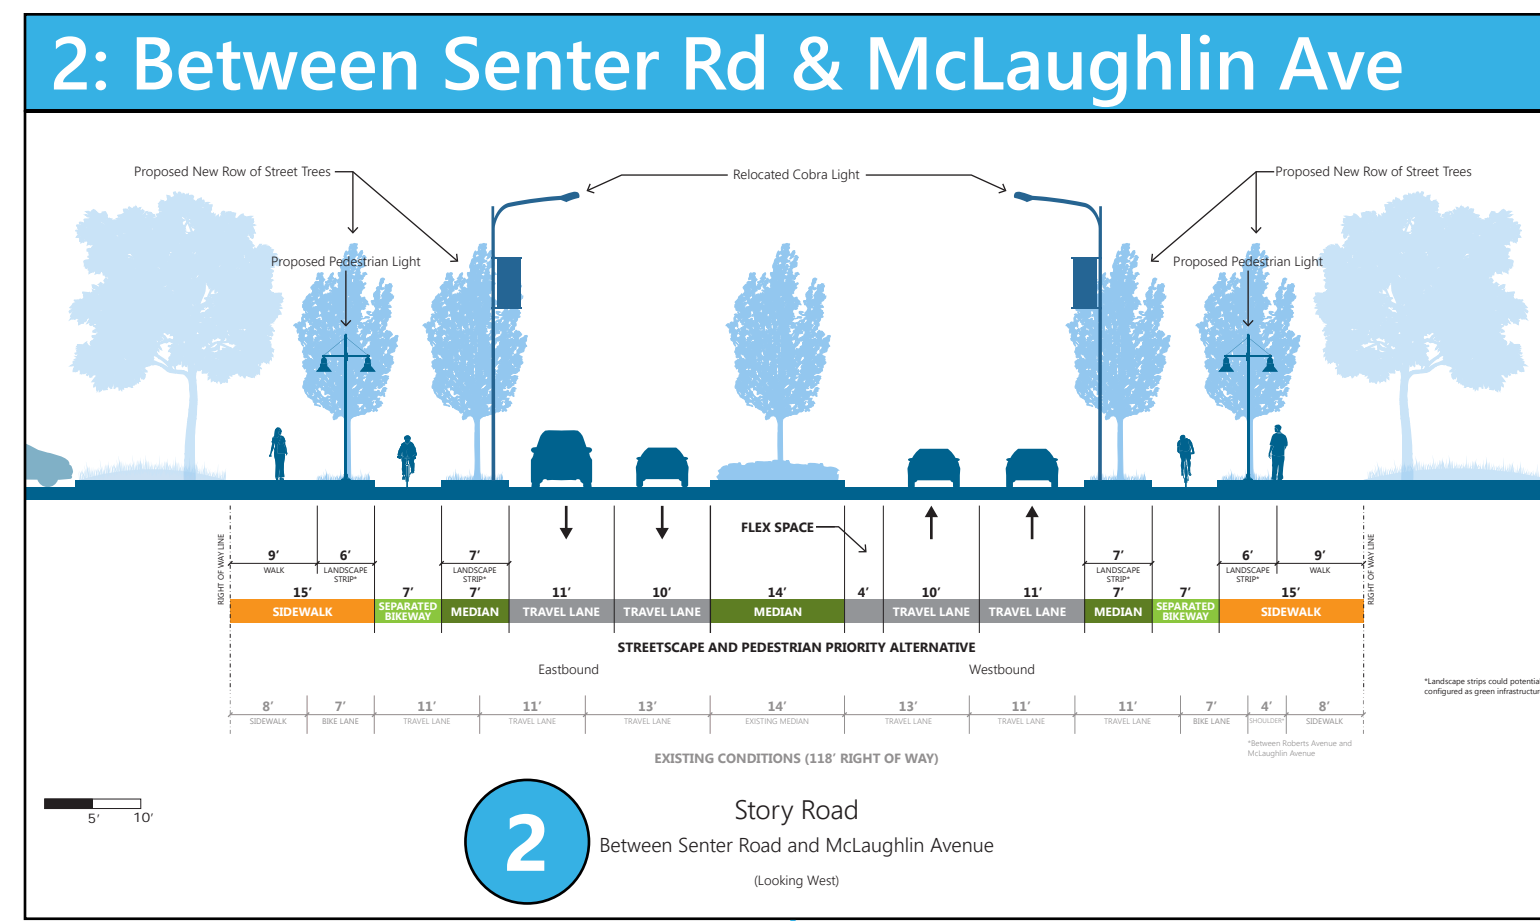 2: Between Senter Rd & McLaughlin Ave
Proposed New Row of Street Trees
Relocated Cobra Light
Proposed New Row of Street Trees
Proposed Pedestrian Light
Proposed Pedestrian Light
FLEX SPACE
RIGHT OF WAY LINE
RIGHT OF WAY LINE
9’ 6’ 7’ 7’ 6’ 9’
WALK LANDSCAPE STRIP* LANDSCAPE STRIP* LANDSCAPE STRIP* LANDSCAPE STRIP* WALK
15’ 7’ 7’ 11’ 10’ 14’ 4’ 10’ 11’ 7’ 7’ 15’
SIDEWALK SEPARATED BIKEWAY MEDIAN TRAVEL LANE TRAVEL LANE MEDIAN TRAVEL LANE TRAVEL LANE MEDIAN SEPARATED BIKEWAY SIDEWALK
STREETSCAPE AND PEDESTRIAN PRIORITY ALTERNATIVE
Eastbound Westbound
*Landscape strips could potential
configured as green infrastructur
8’ 7’ 11’ 11’ 13’ 14’ 13’ 11’ 11’ 7’ 4’ 8’
SIDEWALK BIKE LANE TRAVEL LANE TRAVEL LANE TRAVEL LANE EXISTING MEDIAN TRAVEL LANE TRAVEL LANE TRAVEL LANE BIKE LANE SHOULDER* SIDEWALK
*Between Roberts Avenue and
McLaughlin Avenue
EXISTING CONDITIONS (118’ RIGHT OF WAY)
5’ 10’
2
Story Road
Between Senter Road and McLaughlin Avenue
(Looking West)